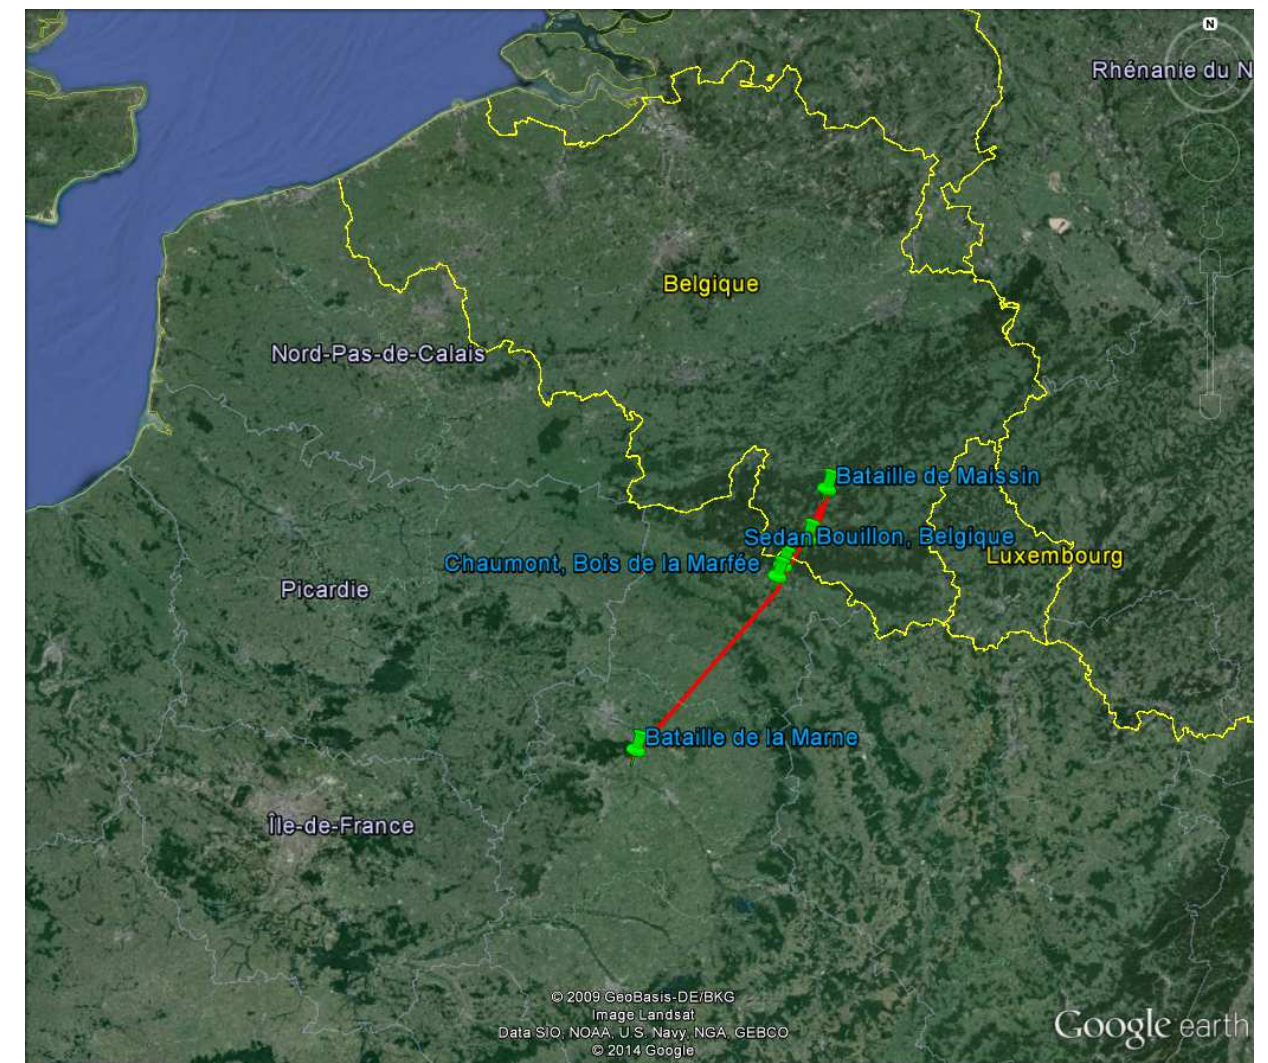 N
Rhénanie du N
Belgique
Nord-Pas-de-Calais
Bataille de Maissin
Sedan
Bouillon, Belgique
Chaumont, Bois de la Marfée
Luxembourg
Picardie
Bataille de la Marne
Île-de-France
© 2009 GeoBasis-DE/BKG
Image Landsat
Data SIO, NOAA, U.S. Navy, NGA, GEBCO
© 2014 Google
Google earth